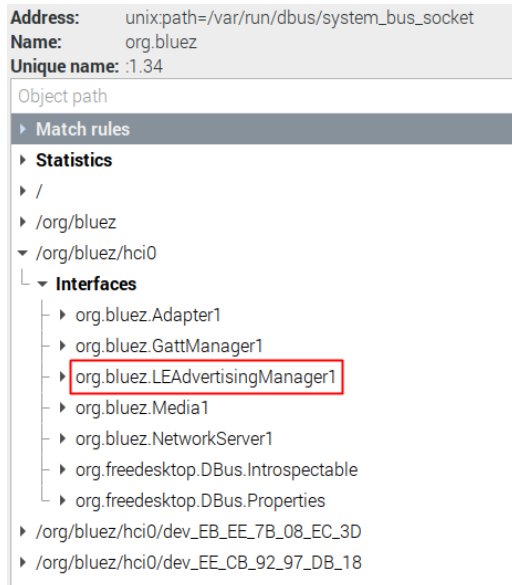 Address: unix:path=/var/run/dbus/system_bus_socket
Name: org.bluez
Unique name: :1.34
Object path
Match rules
Statistics
/
/org/bluez
/org/bluez/hci0
Interfaces
org.bluez.Adapter1
org.bluez.GattManager1
org.bluez.LEAdvertisingManager1
org.bluez.Media1
org.bluez.NetworkServer1
org.freedesktop.DBus.Introspectable
org.freedesktop.DBus.Properties
/org/bluez/hci0/dev_EB_EE_7B_08_EC_3D
/org/bluez/hci0/dev_EE_CB_92_97_DB_18